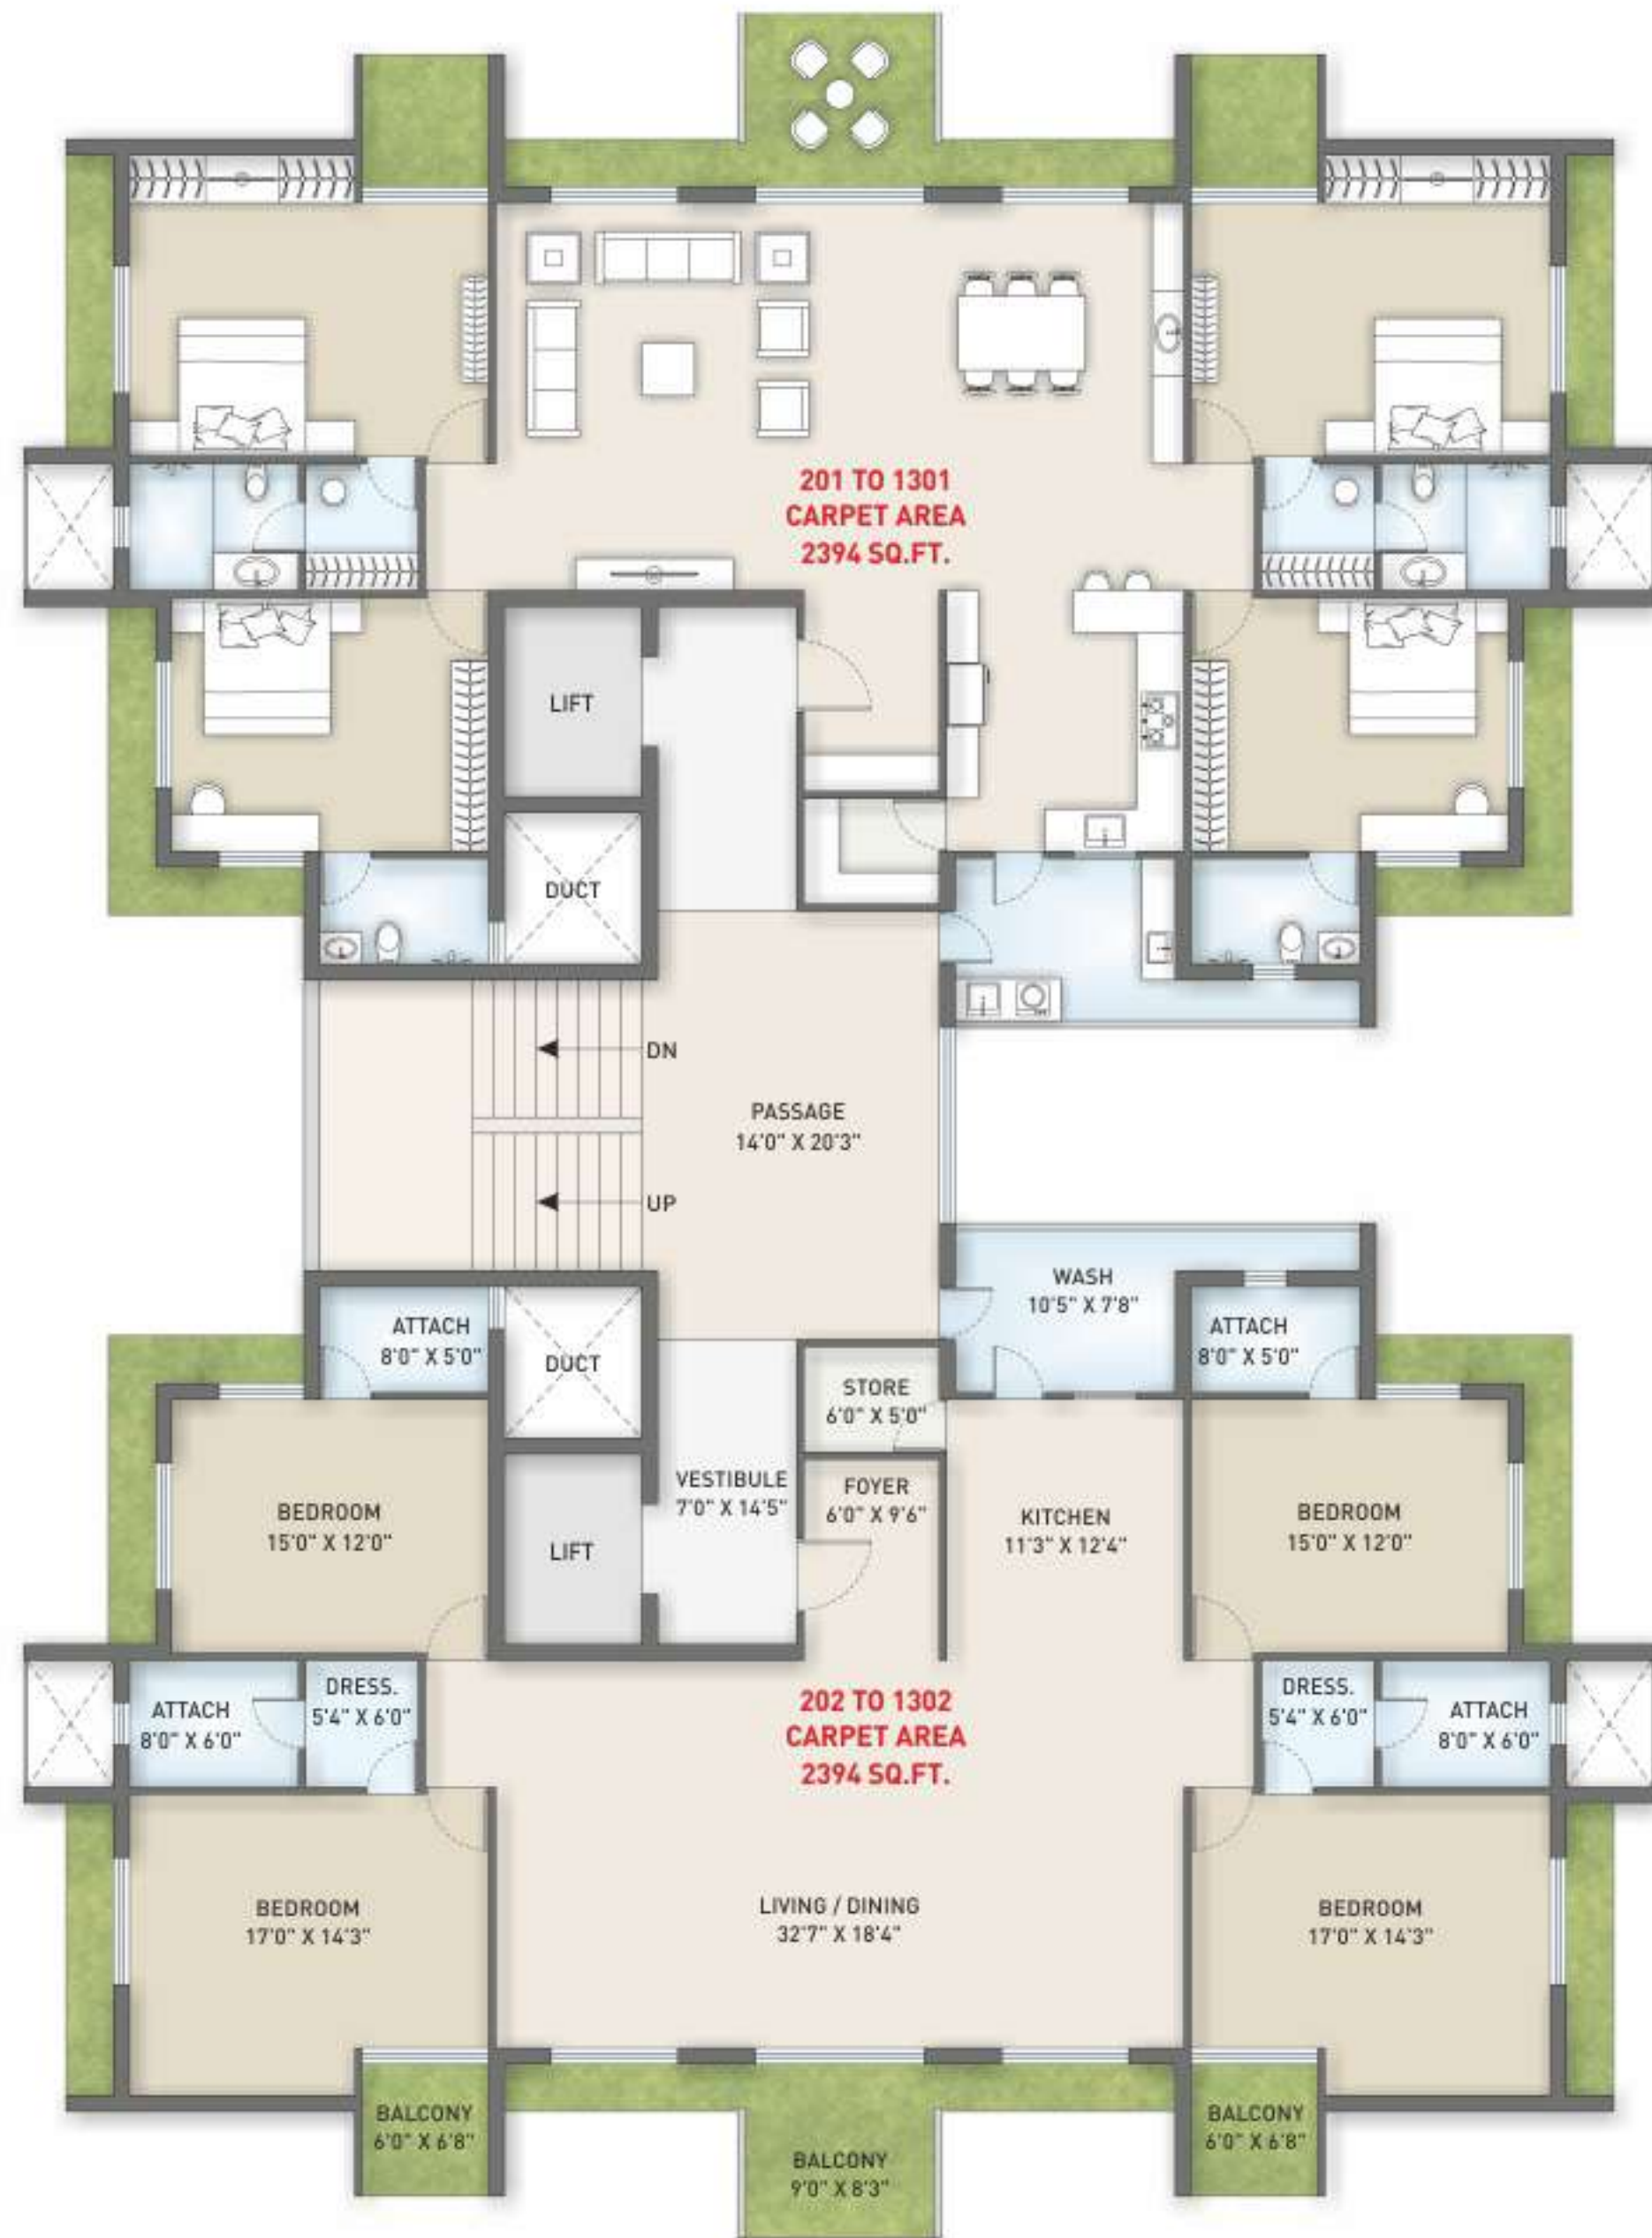 201 TO 1301
CARPET AREA
2394 SQ.FT.
LIFT
DUCT
DN
PASSAGE
14'0" X 20'3"
UP
WASH
10'5" X 7'8"
ATTACH
8'0" X 5'0"
DUCT
ATTACH
8'0" X 5'0"
STORE
6'0" X 5'0"
VESTIBULE
7'0" X 14'5"
FOYER
6'0" X 9'6"
BEDROOM
15'0" X 12'0"
LIFT
KITCHEN
11'3" X 12'4"
BEDROOM
15'0" X 12'0"
ATTACH
8'0" X 6'0"
DRESS.
5'4" X 6'0"
202 TO 1302
CARPET AREA
2394 SQ.FT.
DRESS.
5'4" X 6'0"
ATTACH
8'0" X 6'0"
BEDROOM
17'0" X 14'3"
LIVING / DINING
32'7" X 18'4"
BEDROOM
17'0" X 14'3"
BALCONY
6'0" X 6'8"
BALCONY
9'0" X 8'3"
BALCONY
6'0" X 6'8"